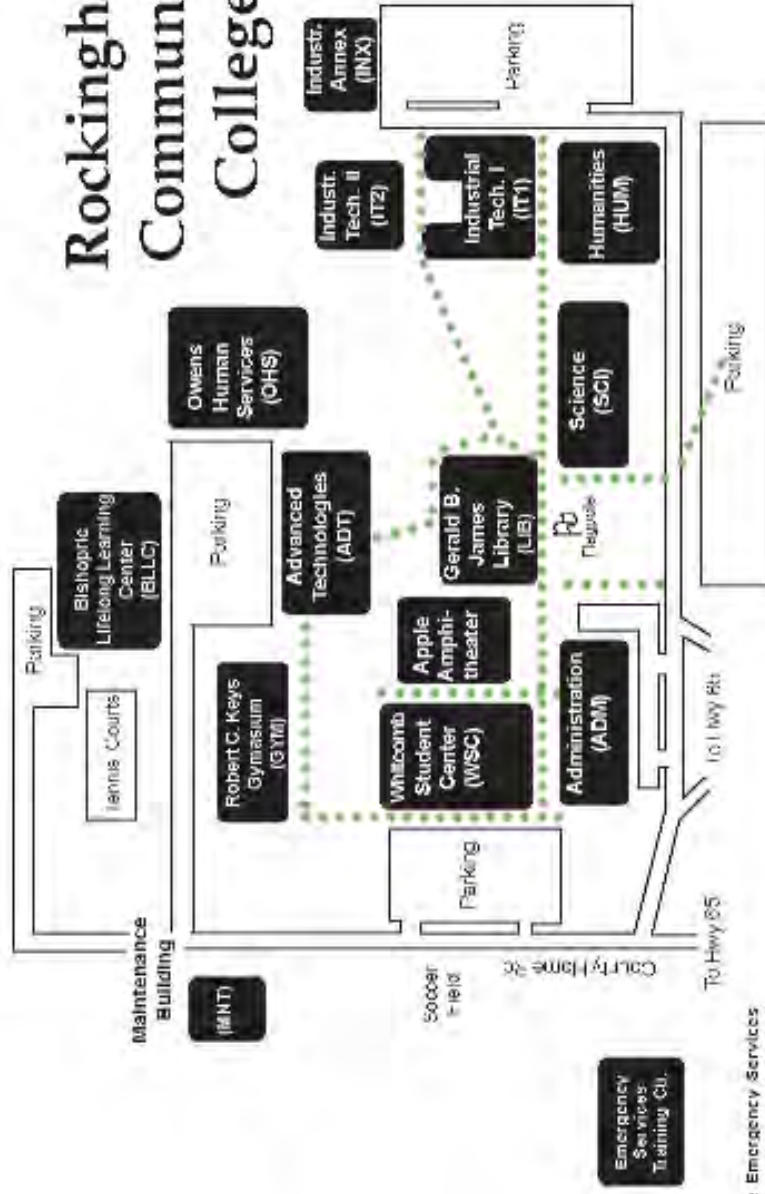 Rockingh
Commun
College
Industr.
Annex
(INX)
Parking
Industr.
Tech. II
(IT2)
Industrial
Tech. I
(IT1)
Humanities
(HUM)
Owens
Human
Services
(OHS)
Science
(SCI)
Parking
Bishopric
Lifelong Learning
Center
(BLLC)
Parking
Advanced
Technologies
(ADT)
Gerald B.
James
Library
(LIB)
Flagpole
Parking
Tennis Courts
Robert C. Keys
Gymasium
(GYM)
Apple
Amphi-
theater
Whitcomb
Student
Center
(WSC)
Administration
(ADM)
Parking
To Hwy 65
Maintenance
Building
(MNT)
Soccer
Field
County Home Rd
To Hwy 65
Emergency
Services
Training Ctr.
Emergency Services